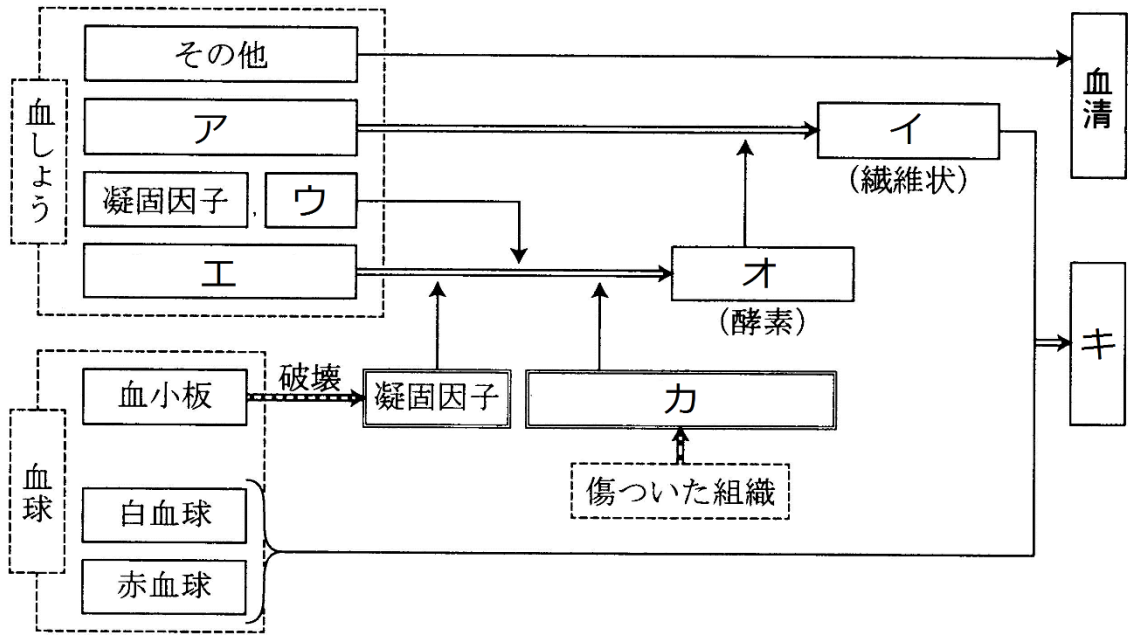 その他
血清
血しょう
ア
イ
(繊維状)
凝固因子, ウ
エ
オ
(酵素)
キ
血小板
破壊
凝固因子
カ
血球
傷ついた組織
白血球
赤血球